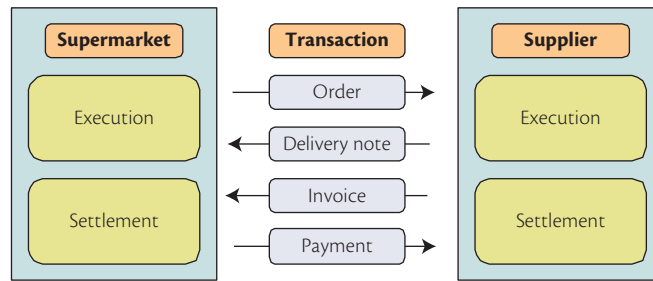 Supermarket
Transaction
Supplier
Execution
Order
Execution
Delivery note
Settlement
Invoice
Settlement
Payment